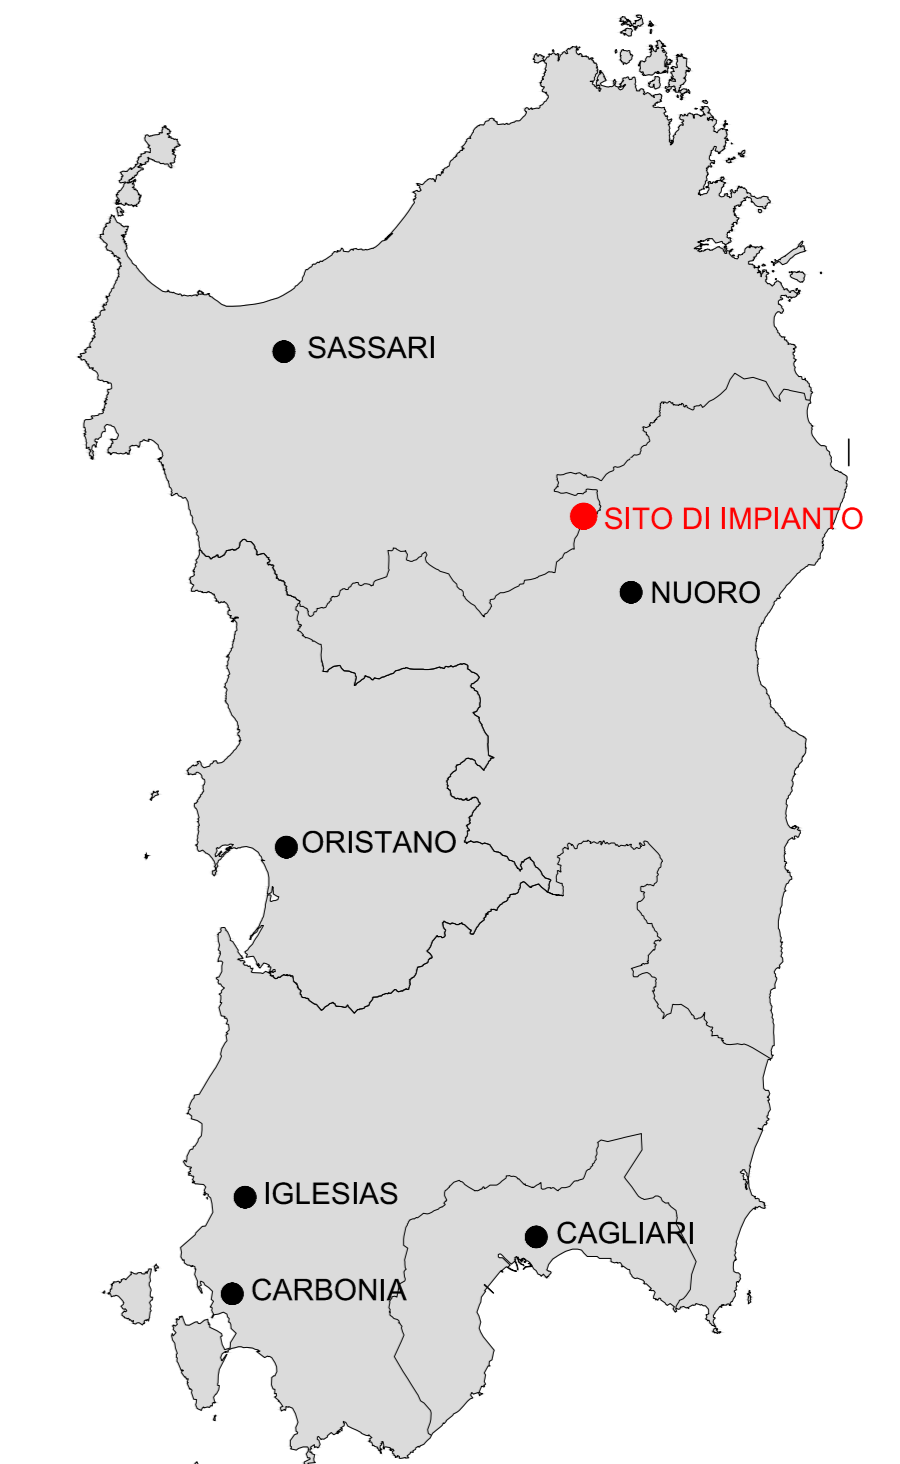 SASSARI
SITO DI IMPIANTO
NUORO
ORISTANO
IGLESIAS
CAGLIARI
CARBONIA